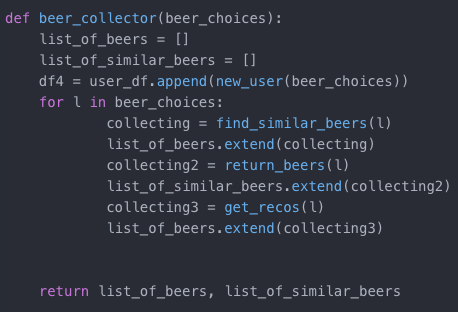 def beer_collector(beer_choices):
    list_of_beers = []
    list_of_similar_beers = []
    df4 = user_df.append(new_user(beer_choices))
    for l in beer_choices:
            collecting = find_similar_beers(l)
            list_of_beers.extend(collecting)
            collecting2 = return_beers(l)
            list_of_similar_beers.extend(collecting2)
            collecting3 = get_recos(l)
            list_of_beers.extend(collecting3)
    return list_of_beers, list_of_similar_beers